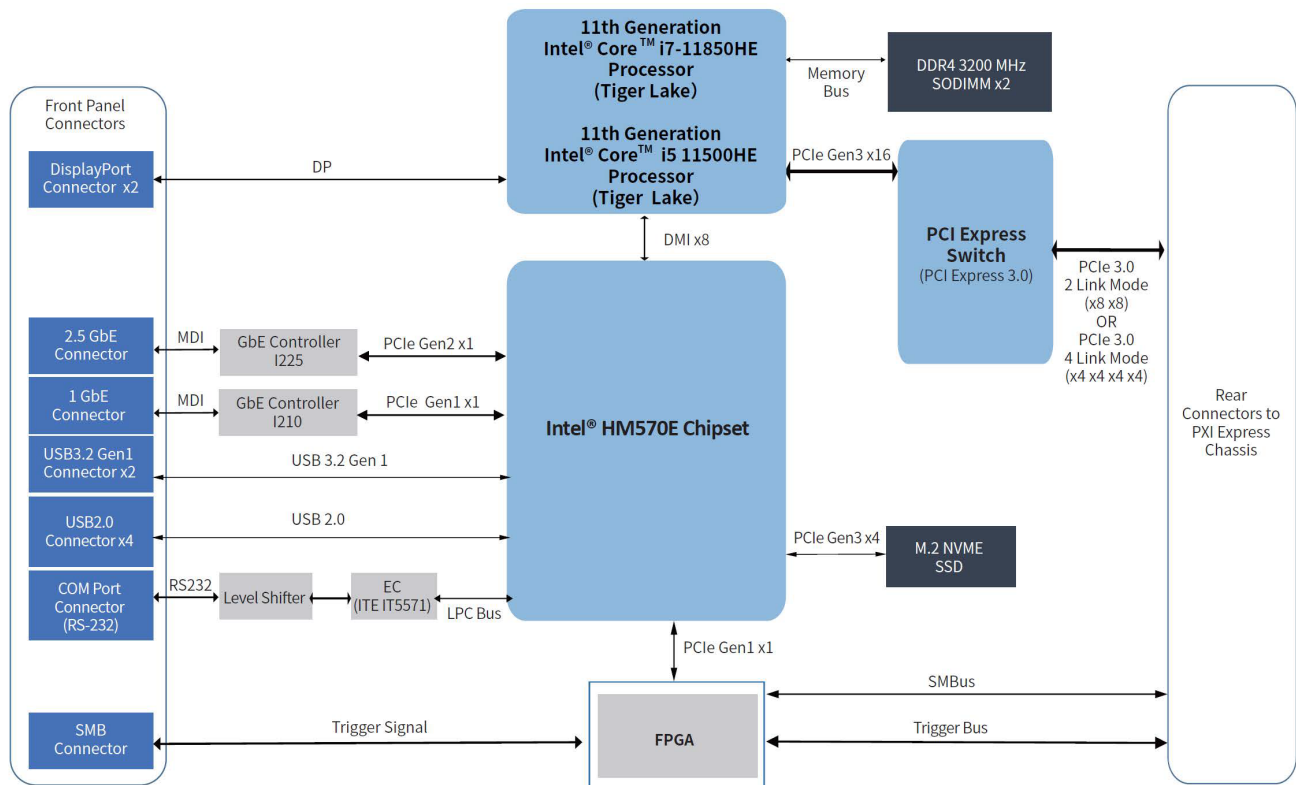 11th Generation
Intel® Core™ i7-11850HE
Processor
(Tiger Lake)
11th Generation
Intel® Core™ i5 11500HE
Processor
(Tiger Lake)
Memory
Bus
DDR4 3200 MHz
SODIMM x2
Front Panel
Connectors
DisplayPort
Connector x2
DP
PCIe Gen3 x16
DMI x8
PCI Express
Switch
(PCI Express 3.0)
PCIe 3.0
2 Link Mode
(x8 x8)
OR
PCIe 3.0
4 Link Mode
(x4 x4 x4 x4)
2.5 GbE
Connector
MDI
GbE Controller
I225
PCIe Gen2 x1
1 GbE
Connector
MDI
GbE Controller
I210
PCIe Gen1 x1
Intel® HM570E Chipset
Rear
Connectors to
PXI Express
Chassis
USB3.2 Gen1
Connector x2
USB 3.2 Gen 1
USB2.0
Connector x4
USB 2.0
PCIe Gen3 x4
M.2 NVME
SSD
COM Port
Connector
(RS-232)
RS232
Level Shifter
EC
(ITE IT5571)
LPC Bus
PCIe Gen1 x1
SMBus
SMB
Connector
Trigger Signal
FPGA
Trigger Bus